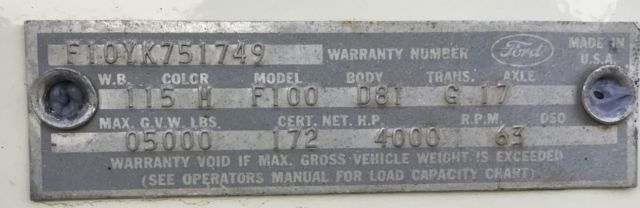 F10YK751749 WARRANTY NUMBER Ford MADE IN U.S.A.
W.B. COLOR MODEL BODY TRANS. AXLE
115 M F100 D81 G 17
MAX. G.V.W. LBS. CERT. NET. H.P. R.P.M. DSO
05000 172 4000 63
WARRANTY VOID IF MAX. GROSS VEHICLE WEIGHT IS EXCEEDED
(SEE OPERATORS MANUAL FOR LOAD CAPACITY CHART)